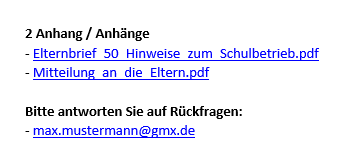 2 Anhang / Anhänge
- Elternbrief_50_Hinweise_zum_Schulbetrieb.pdf
- Mitteilung_an_die_Eltern.pdf
Bitte antworten Sie auf Rückfragen:
- max.mustermann@gmx.de